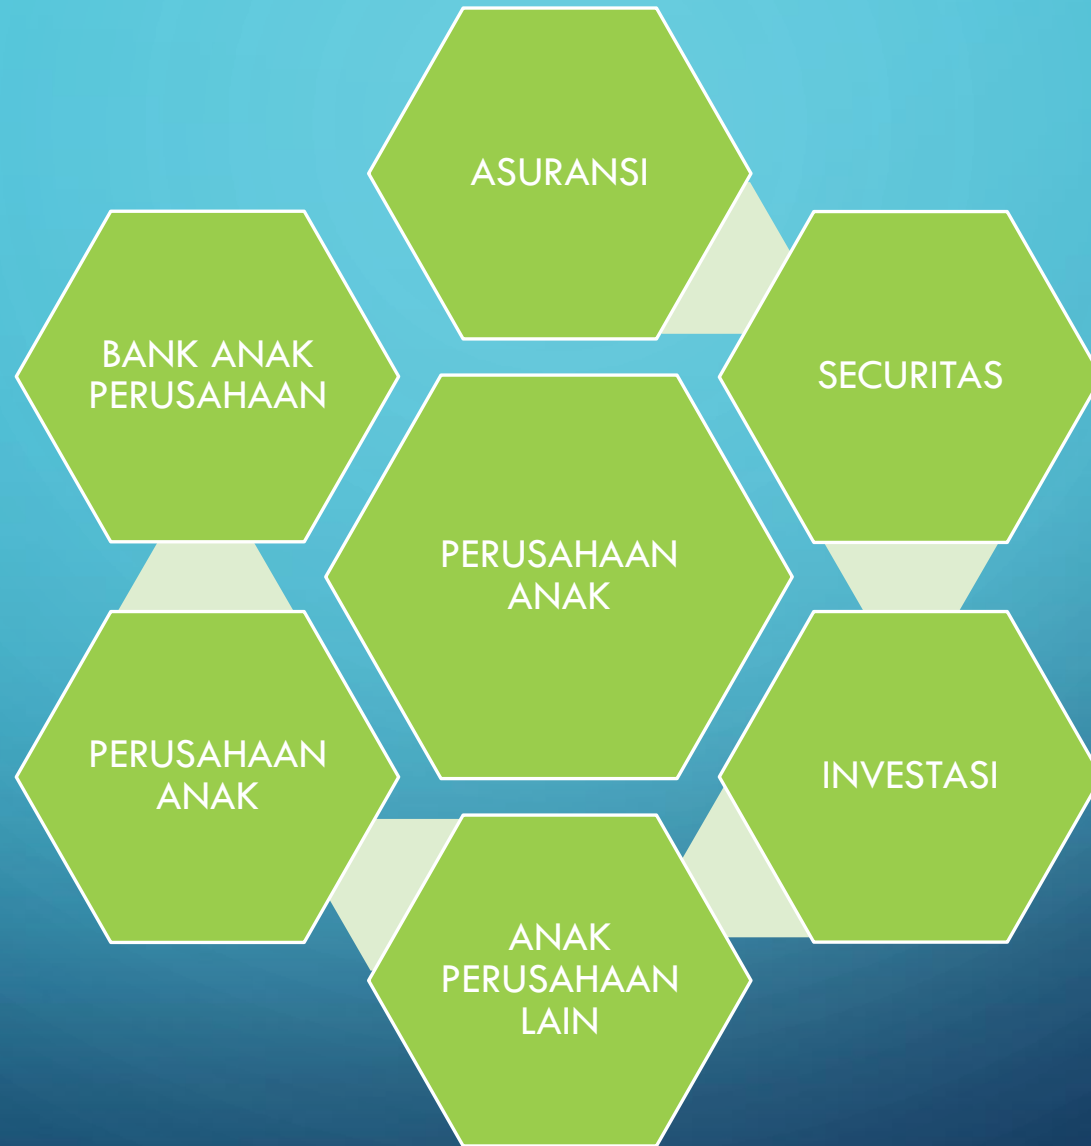 ASURANSI
BANK ANAK
PERUSAHAAN
SECURITAS
PERUSAHAAN
ANAK
PERUSAHAAN
ANAK
INVESTASI
ANAK
PERUSAHAAN
LAIN